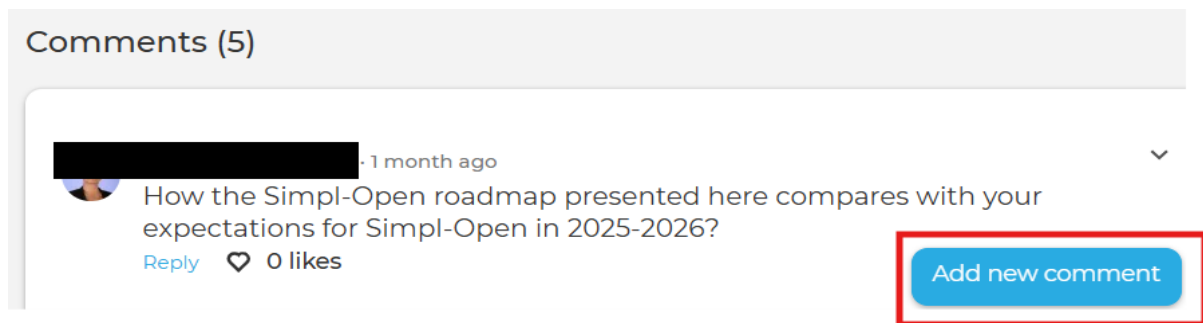 Comments (5)
· 1 month ago
How the Simpl-Open roadmap presented here compares with your
expectations for Simpl-Open in 2025-2026?
Reply 0 likes
Add new comment